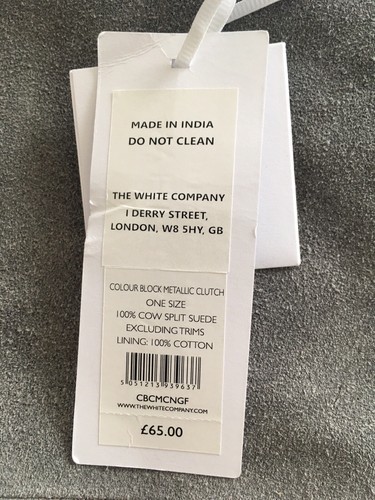 MADE IN INDIA
DO NOT CLEAN
THE WHITE COMPANY
1 DERRY STREET,
LONDON, W8 5HY, GB
COLOUR BLOCK METALLIC CLUTCH
ONE SIZE
100% COW SPLIT SUEDE
EXCLUDING TRIMS
LINING: 100% COTTON
5 051213 939637
CBCMCNGF
WWW.THEWHITECOMPANY.COM
£65.00